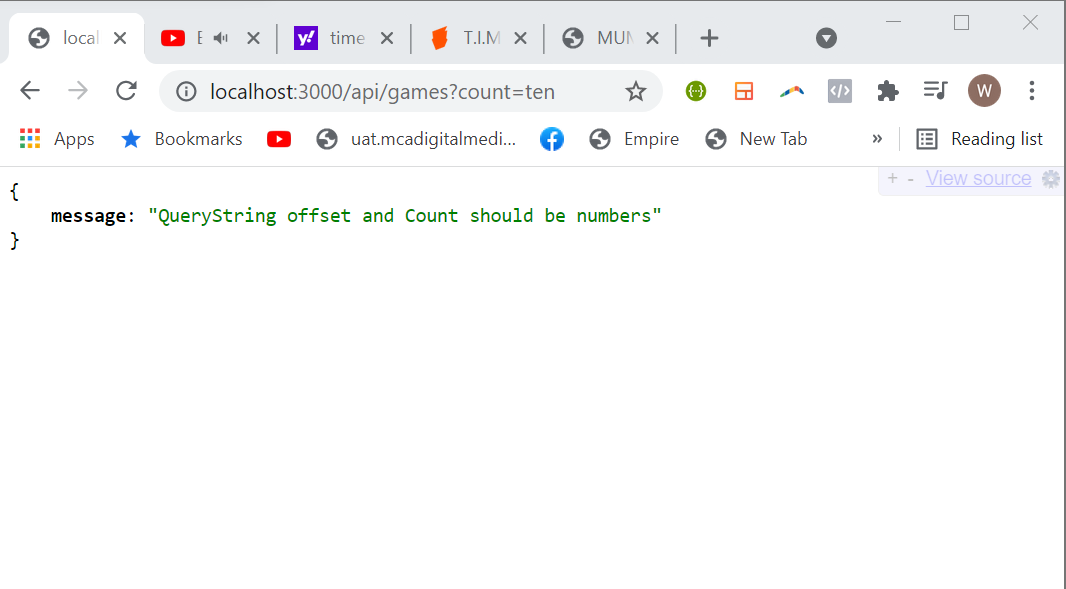 local
E
time
T.I.M
MUM
localhost:3000/api/games?count=ten
W
Apps
Bookmarks
uat.mcadigitalmedi...
Empire
New Tab
»
Reading list
{
+ - View source
message: "QueryString offset and Count should be numbers"
}